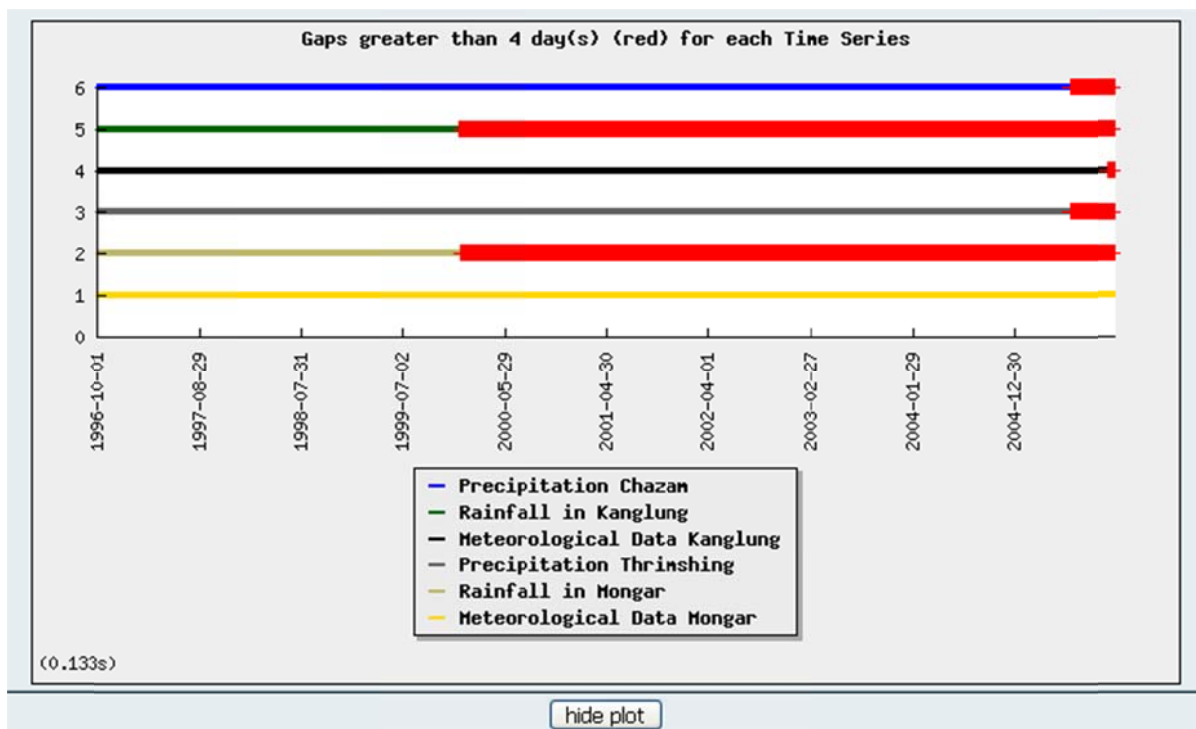 Gaps greater than 4 day(s) (red) for each Time Series
6
5
4
3
2
1
0
1996-10-01
1997-08-29
1998-07-31
1999-07-02
2000-05-29
2001-04-30
2002-04-01
2003-02-27
2004-01-29
2004-12-30
Precipitation Chazam
Rainfall in Kanglung
Meteorological Data Kanglung
Precipitation Thrimshing
Rainfall in Mongar
Meteorological Data Mongar
(0.133s)
hide plot